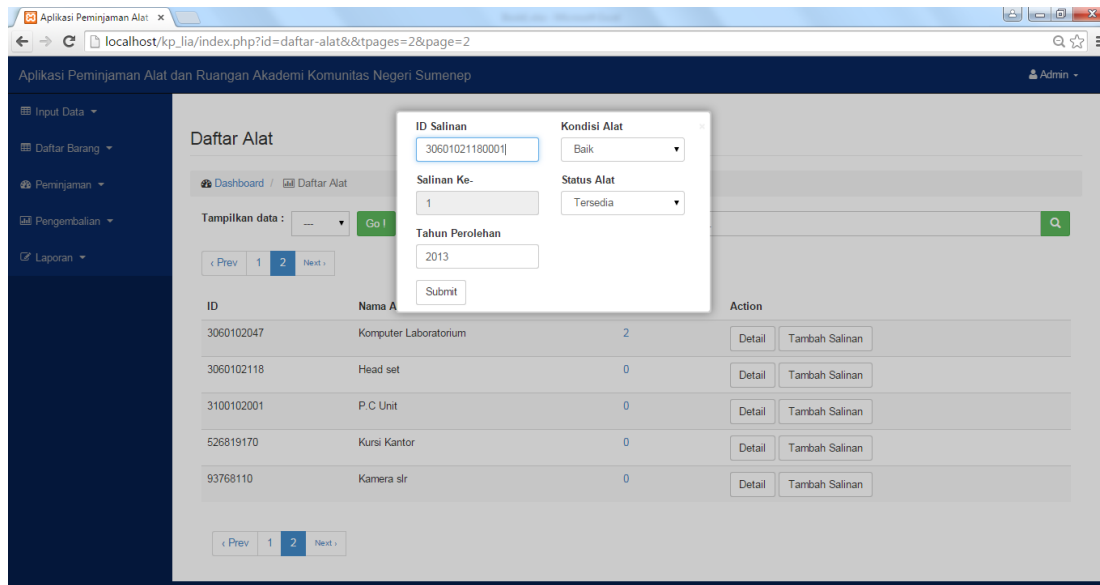 Aplikasi Peminjaman Alat
localhost/kp_lia/index.php?id=daftar-alat&&tpages=2&page=2
Aplikasi Peminjaman Alat dan Ruangan Akademi Komunitas Negeri Sumenep
Admin
Input Data
Daftar Barang
Peminjaman
Pengembalian
Laporan
Daftar Alat
Dashboard / Daftar Alat
Tampilkan data : --- Go !
‹ Prev 1 2 Next ›
ID Salinan Kondisi Alat ×
30601021180001 Baik
Salinan Ke- Status Alat
1 Tersedia
Tahun Perolehan
2013
Submit
ID Nama A Action
3060102047 Komputer Laboratorium 2 Detail Tambah Salinan
3060102118 Head set 0 Detail Tambah Salinan
3100102001 P.C Unit 0 Detail Tambah Salinan
526819170 Kursi Kantor 0 Detail Tambah Salinan
93768110 Kamera slr 0 Detail Tambah Salinan
‹ Prev 1 2 Next ›